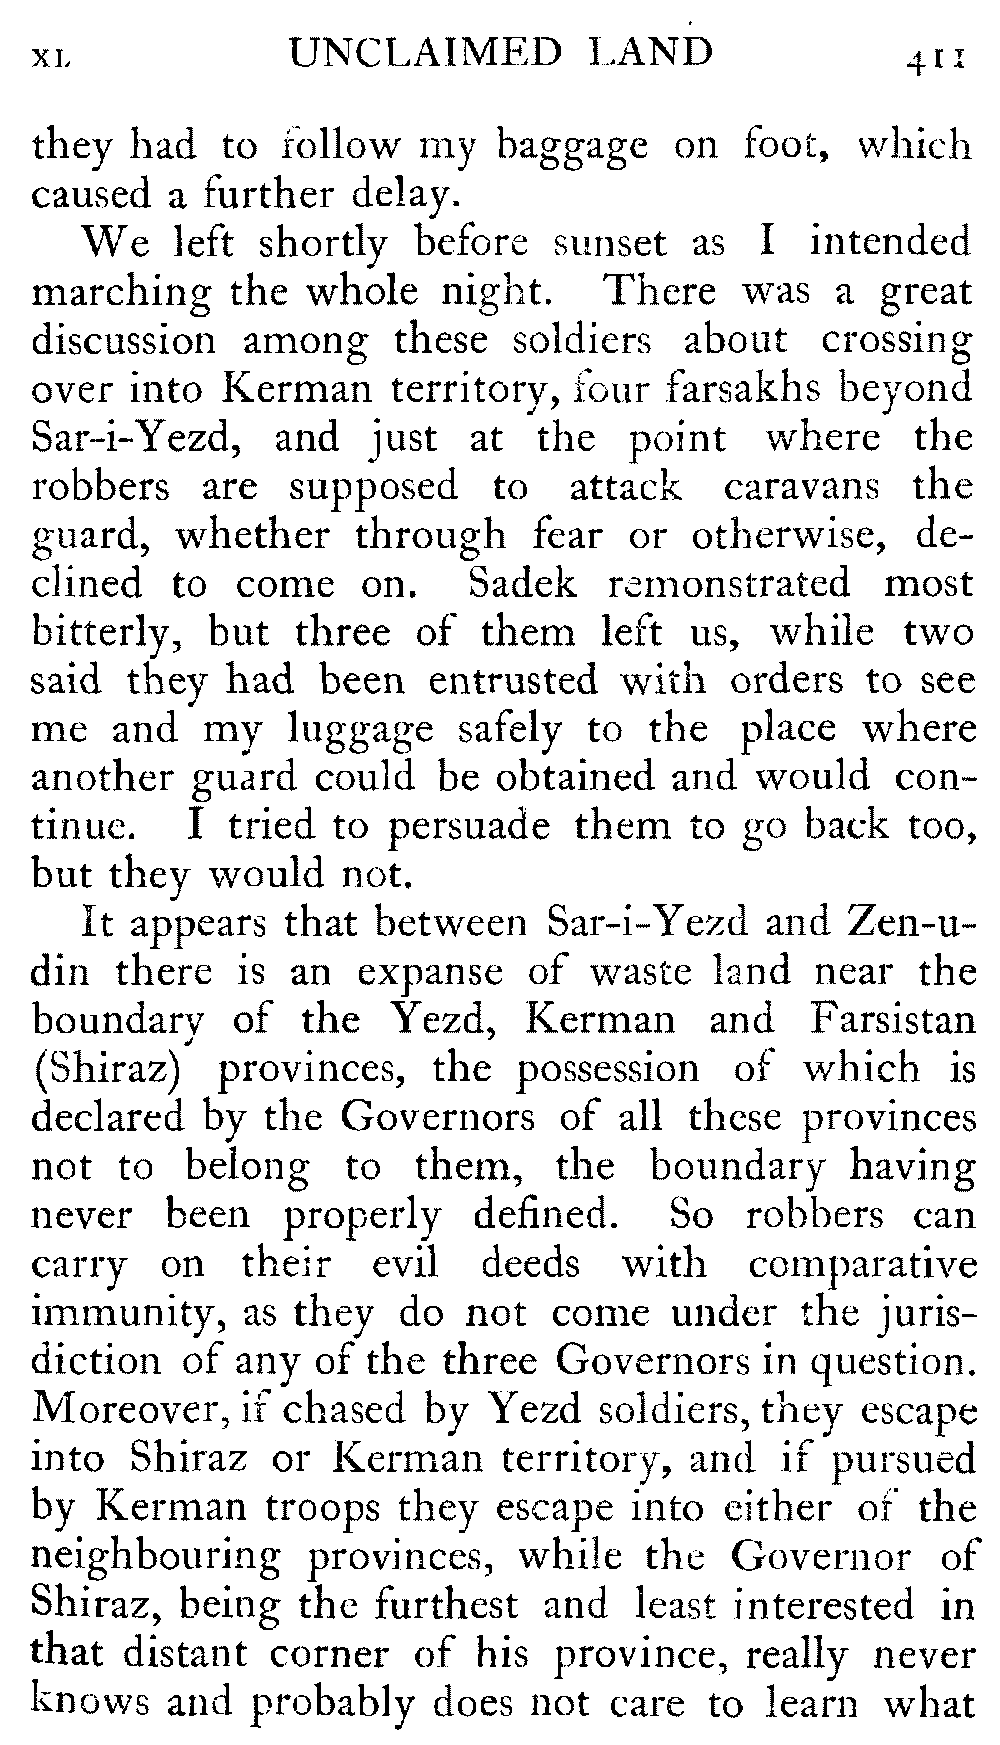 XL UNCLAIMED LAND 411
they had to follow my baggage on foot, which
caused a further delay.
We left shortly before sunset as I intended
marching the whole night. There was a great
discussion among these soldiers about crossing
over into Kerman territory, four farsakhs beyond
Sar-i-Yezd, and just at the point where the
robbers are supposed to attack caravans the
guard, whether through fear or otherwise, de-
clined to come on. Sadek remonstrated most
bitterly, but three of them left us, while two
said they had been entrusted with orders to see
me and my luggage safely to the place where
another guard could be obtained and would con-
tinue. I tried to persuade them to go back too,
but they would not.
It appears that between Sar-i-Yezd and Zen-u-
din there is an expanse of waste land near the
boundary of the Yezd, Kerman and Farsistan
(Shiraz) provinces, the possession of which is
declared by the Governors of all these provinces
not to belong to them, the boundary having
never been properly defined. So robbers can
carry on their evil deeds with comparative
immunity, as they do not come under the juris-
diction of any of the three Governors in question.
Moreover, if chased by Yezd soldiers, they escape
into Shiraz or Kerman territory, and if pursued
by Kerman troops they escape into either of the
neighbouring provinces, while the Governor of
Shiraz, being the furthest and least interested in
that distant corner of his province, really never
knows and probably does not care to learn what